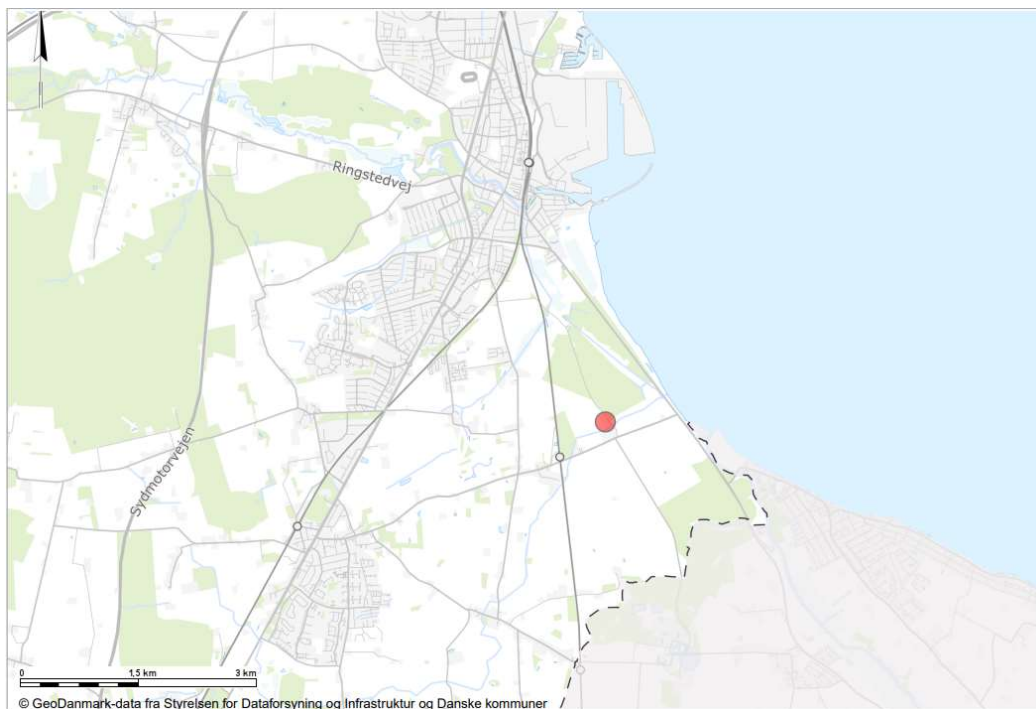 Ringstedvej
Sydmotorvejen
0 1,5 km 3 km
© GeoDanmark-data fra Styrelsen for Dataforsyning og Infrastruktur og Danske kommuner